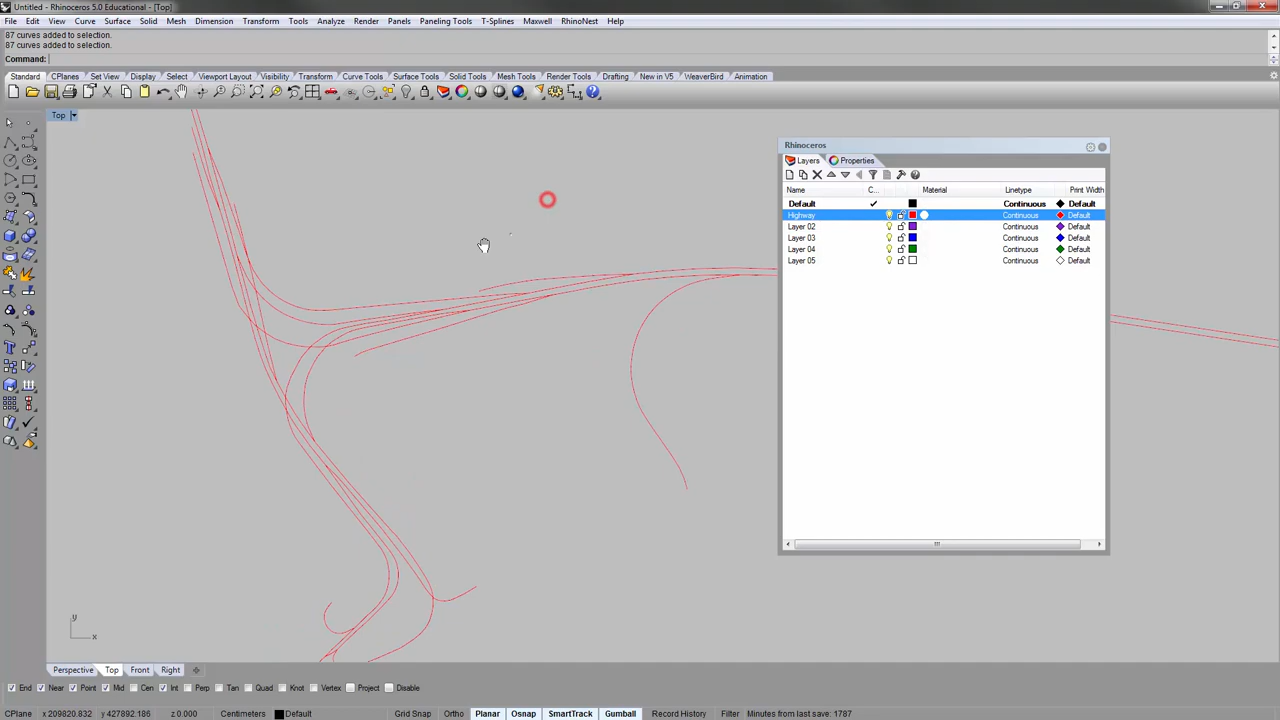 Untitled - Rhinoceros 5.0 Educational - [Top]
File Edit View Curve Surface Solid Mesh Dimension Transform Tools Analyze Render Panels Paneling Tools T-Splines Maxwell RhinoNest Help
87 curves added to selection.
87 curves added to selection.
Command:
Standard CPlanes Set View Display Select Viewport Layout Visibility Transform Curve Tools Surface Tools Solid Tools Mesh Tools Render Tools Drafting New in V5 WeaverBird Animation
Top
Rhinoceros
Layers Properties
Name C... Material Linetype Print Width
Default Continuous Default
Highway Continuous Default
Layer 02 Continuous Default
Layer 03 Continuous Default
Layer 04 Continuous Default
Layer 05 Continuous Default
y
x
Perspective Top Front Right
End Near Point Mid Cen Int Perp Tan Quad Knot Vertex Project Disable
CPlane x 209820.832 y 427892.186 z 0.000 Centimeters Default Grid Snap Ortho Planar Osnap SmartTrack Gumball Record History Filter Minutes from last save: 1787